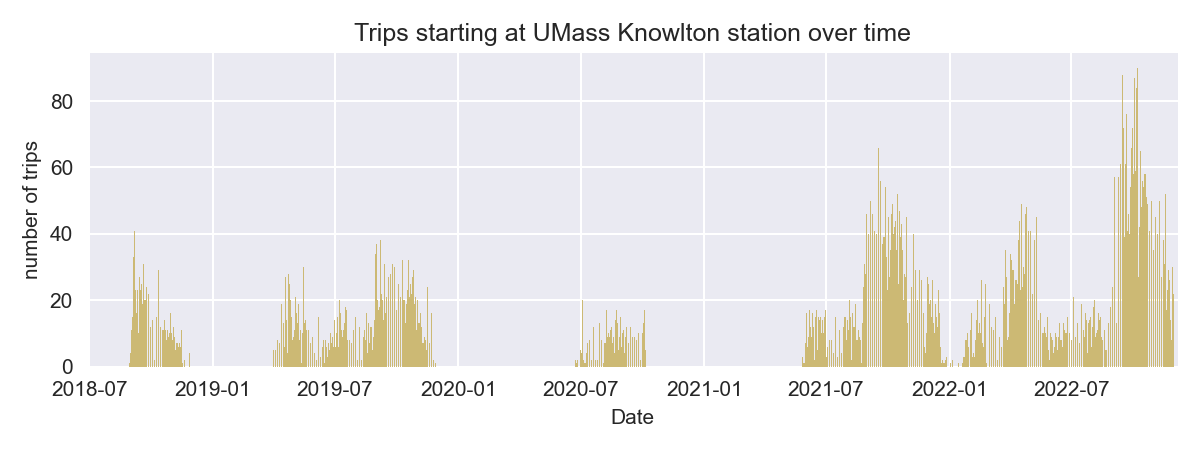 Trips starting at UMass Knowlton station over time
number of trips
80
60
40
20
0
2018-07 2019-01 2019-07 2020-01 2020-07 2021-01 2021-07 2022-01 2022-07
Date